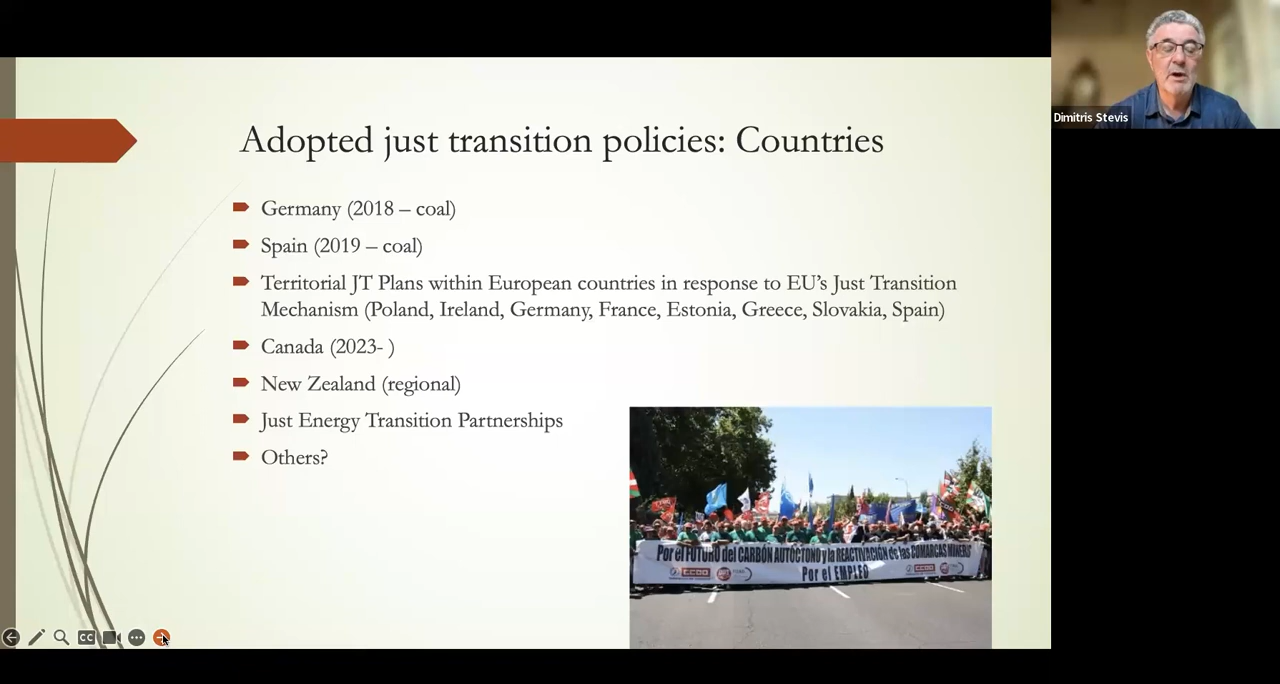 Adopted just transition policies: Countries
Germany (2018 – coal)
Spain (2019 – coal)
Territorial JT Plans within European countries in response to EU's Just Transition
Mechanism (Poland, Ireland, Germany, France, Estonia, Greece, Slovakia, Spain)
Canada (2023- )
New Zealand (regional)
Just Energy Transition Partnerships
Others?
Por el FUTURO del CARBÓN AUTÓCTONO y la REACTIVACIÓN de las COMARCAS MINERAS
Por el EMPLEO
CCOO
CCOO
CC
Dimitris Stevis